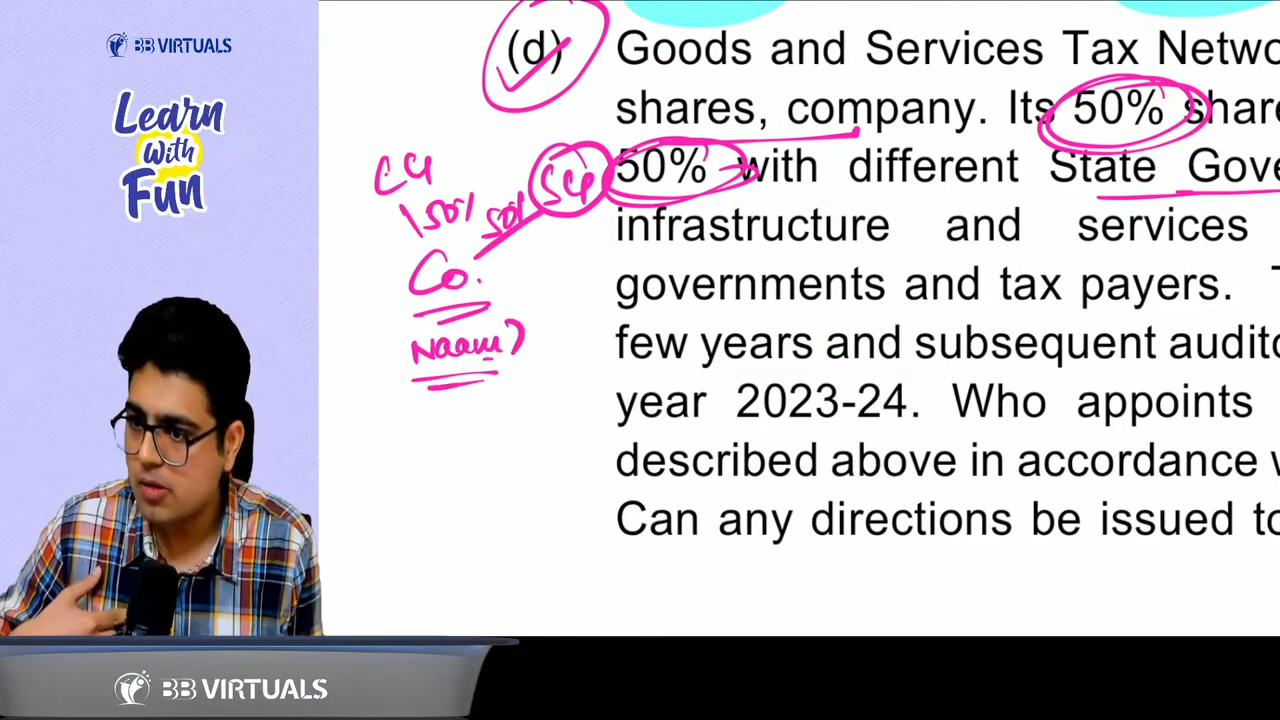 BB VIRTUALS
Learn
With
Fun
(d) Goods and Services Tax Netwo
shares, company. Its 50% share
50% with different State Gove
infrastructure and services
governments and tax payers. T
few years and subsequent audito
year 2023-24. Who appoints
described above in accordance w
Can any directions be issued to
CG
50%
50%
SG
Co.
Naam?
BB VIRTUALS